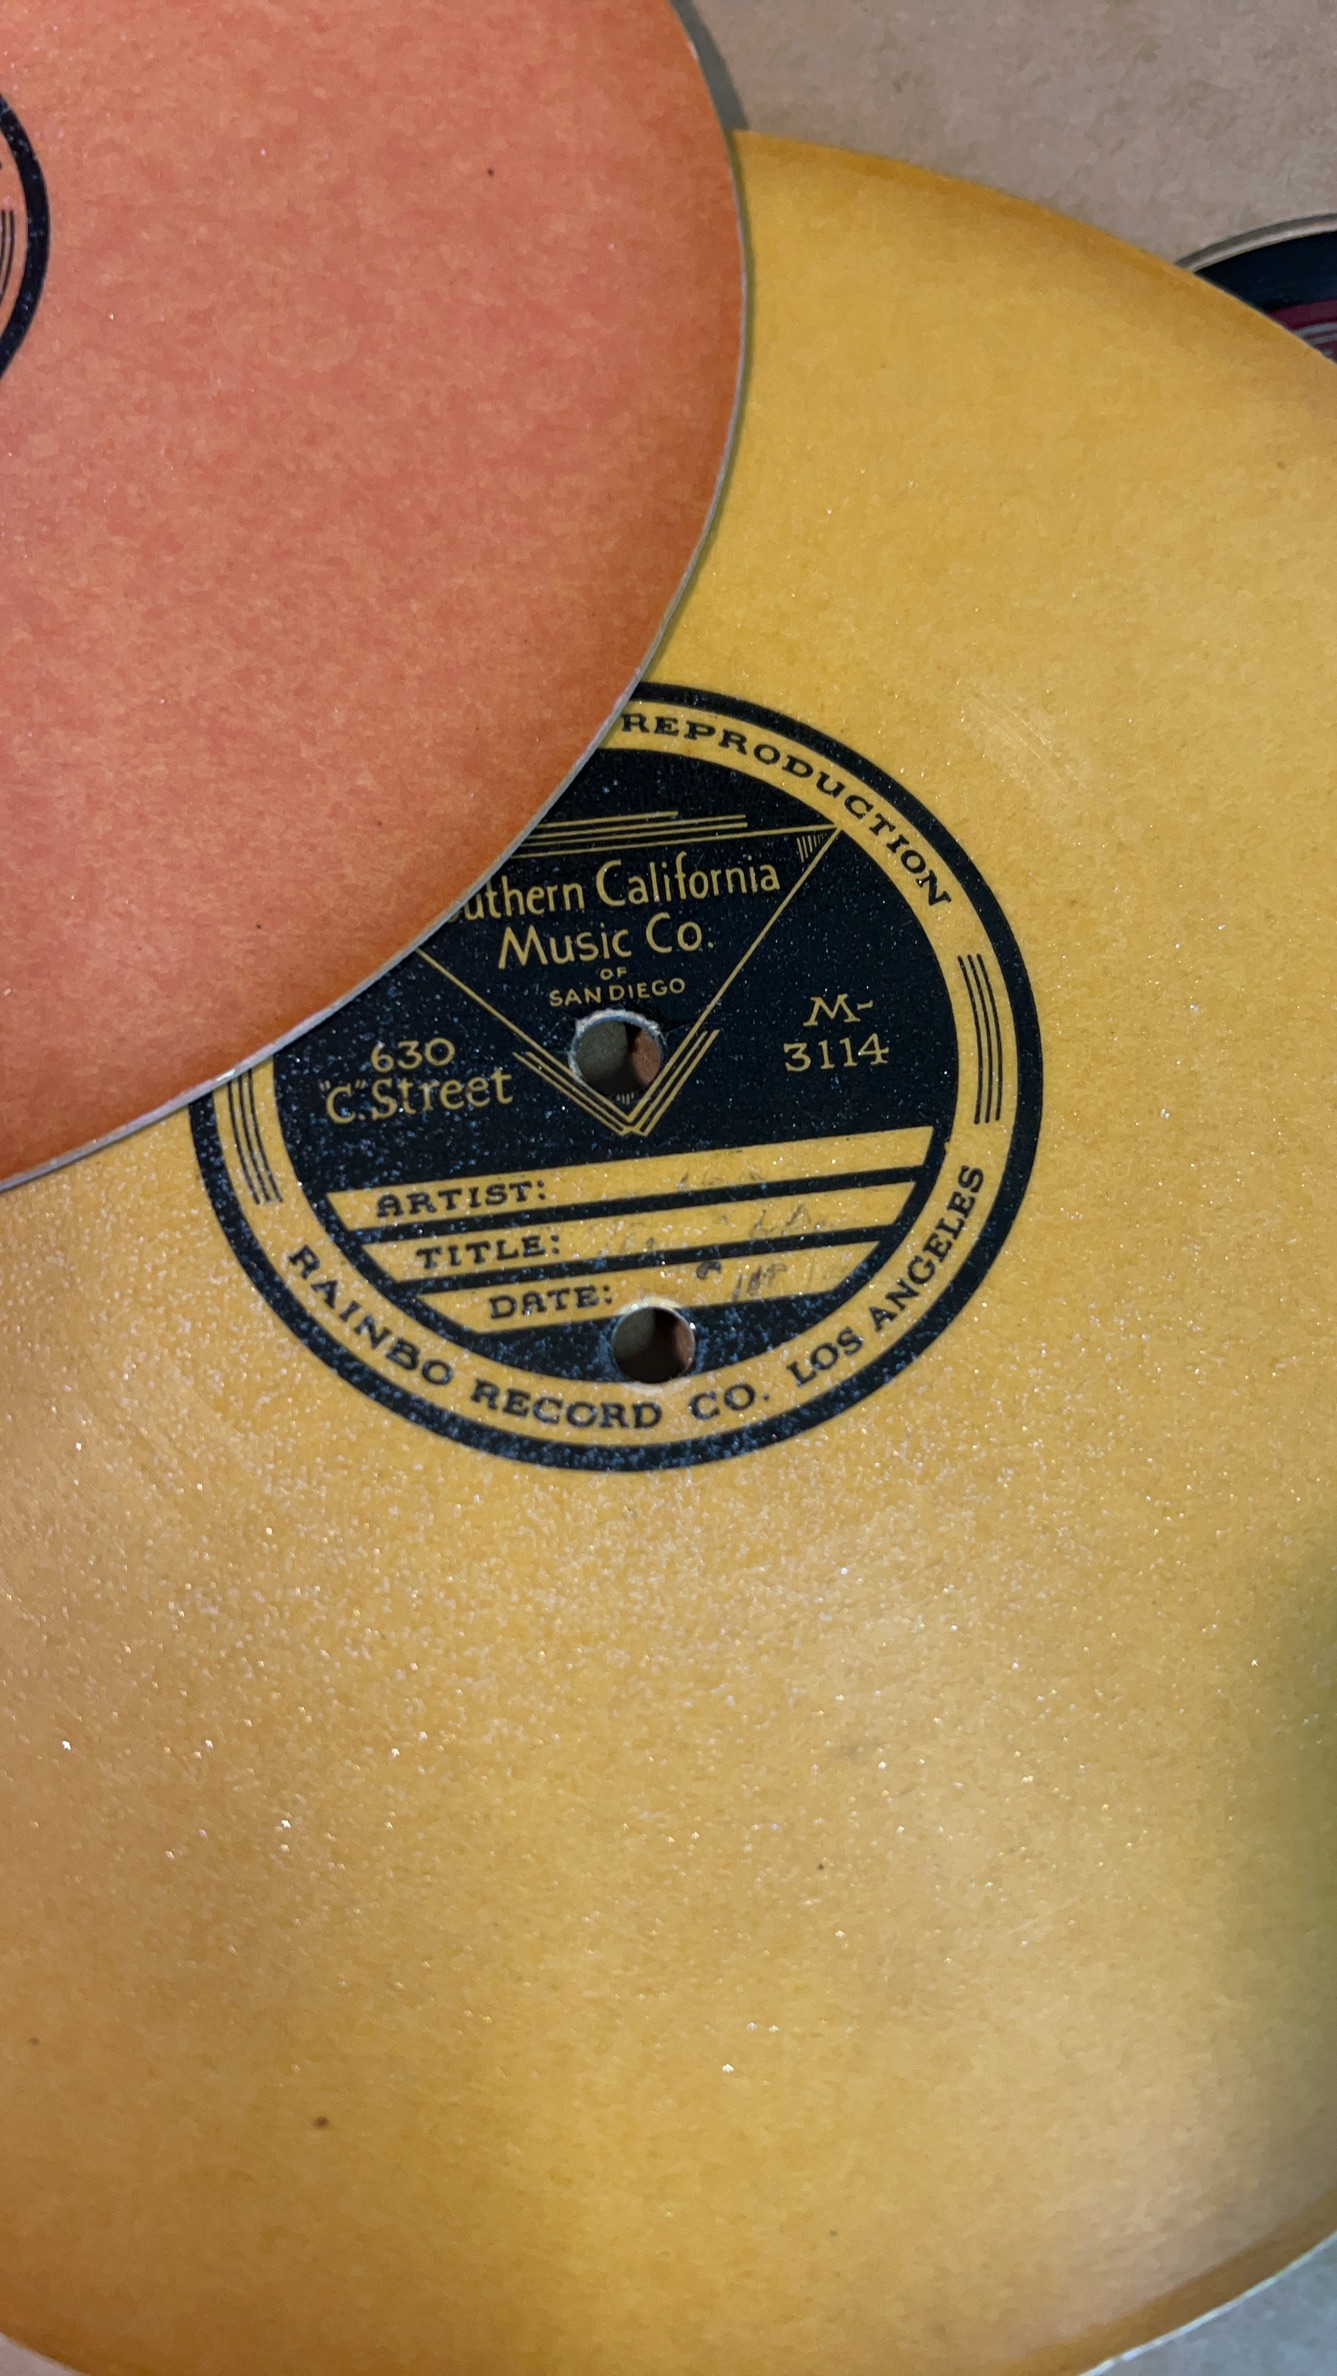 REPRODUCTION
uthern California
Music Co.
OF
SAN DIEGO
630
"C" Street
M-
3114
ARTIST:
TITLE:
DATE:
RAINBO RECORD CO. LOS ANGELES